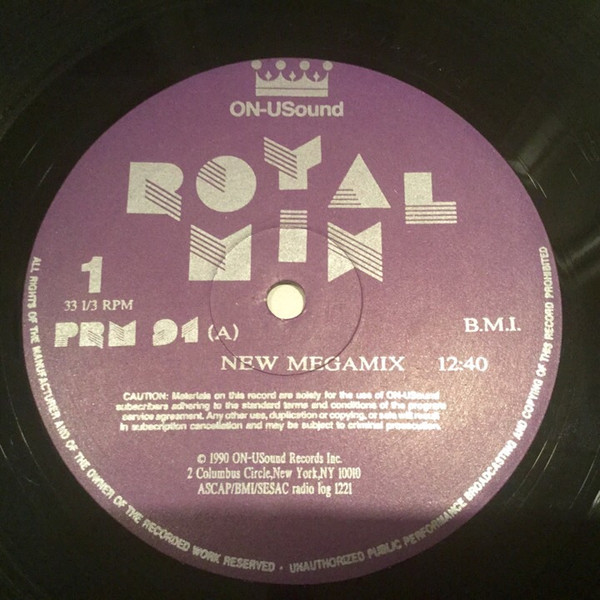 ON-USound
ROYAL
MIM
1
33 1/3 RPM
PRM 91 (A)
B.M.I.
NEW MEGAMIX 12:40
CAUTION: Materials on this record are solely for the use of ON-USound
subscribers adhering to the standard terms and conditions of the program
service agreement. Any other use, duplication or copying, or sale will result
in subscription cancellation and may be subject to criminal prosecution.
© 1990 ON-USound Records Inc.
2 Columbus Circle,New York,NY 10010
ASCAP/BMI/SESAC radio log 1221
ALL RIGHTS OF THE MANUFACTURER AND OF THE OWNER OF THE RECORDED WORK RESERVED · UNAUTHORIZED PUBLIC PERFORMANCE BROADCASTING AND COPYING OF THIS RECORD PROHIBITED